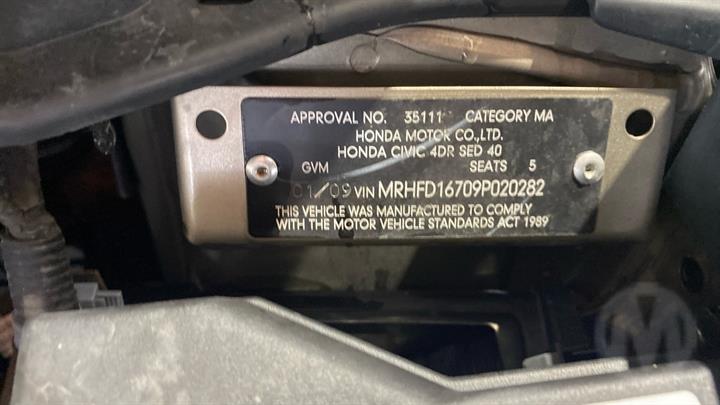 APPROVAL NO. 35111 CATEGORY MA
HONDA MOTOR CO.,LTD.
HONDA CIVIC 4DR SED 40
GVM SEATS 5
01/09 VIN MRHFD16709P020282
THIS VEHICLE WAS MANUFACTURED TO COMPLY
WITH THE MOTOR VEHICLE STANDARDS ACT 1989
M